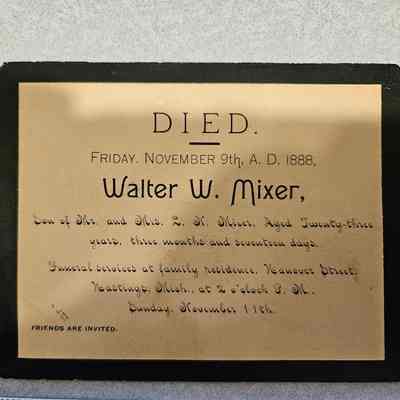 DIED.
FRIDAY, NOVEMBER 9th, A. D. 1888,
Walter W. Mixer,
Son of Mr. and Mrs. L. K. Mixer, Aged Twenty-three
years, three months and seventeen days.
Funeral services at family residence, Hanover Street,
Hastings, Mich., at 2 o'clock P. M.,
Sunday, November 11th.
FRIENDS ARE INVITED.